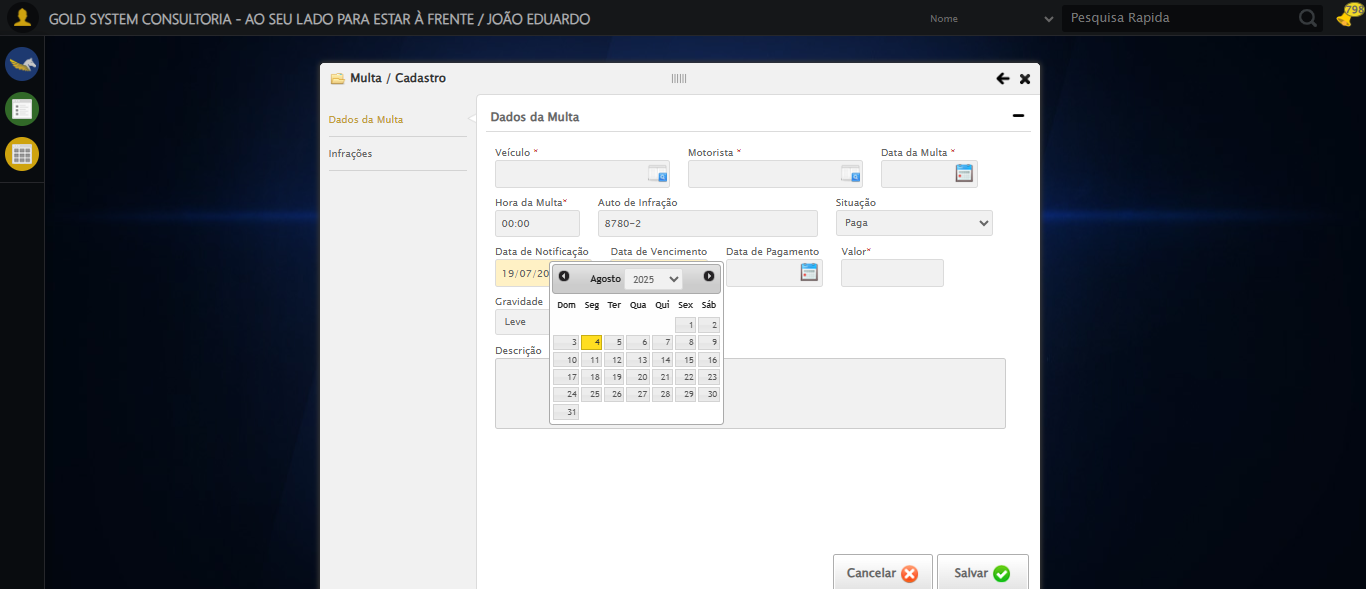 GOLD SYSTEM CONSULTORIA - AO SEU LADO PARA ESTAR À FRENTE / JOÃO EDUARDO
Nome
Pesquisa Rapida
798
Multa / Cadastro
Dados da Multa
Infrações
Dados da Multa
Veículo * Motorista * Data da Multa *
Hora da Multa* Auto de Infração Situação
00:00 8780-2 Paga
Data de Notificação Data de Vencimento Data de Pagamento Valor*
19/07/20
Agosto 2025
Gravidade
Leve
Descrição
Dom Seg Ter Qua Qui Sex Sáb
1 2
3 4 5 6 7 8 9
10 11 12 13 14 15 16
17 18 19 20 21 22 23
24 25 26 27 28 29 30
31
Cancelar Salvar